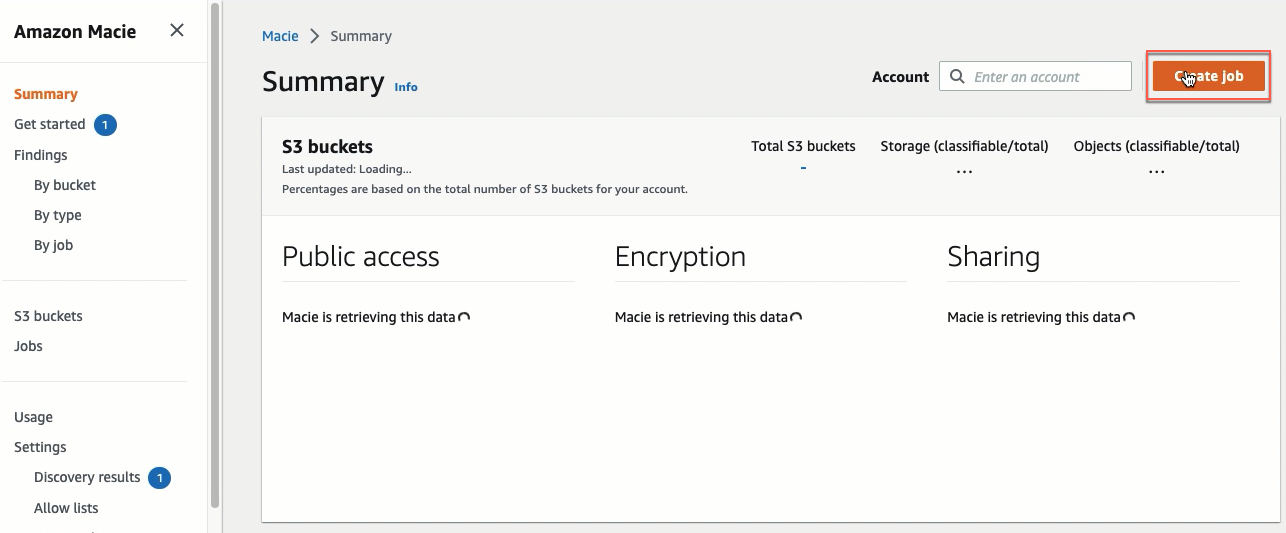 Amazon Macie
Summary
Get started 1
Findings
By bucket
By type
By job
S3 buckets
Jobs
Usage
Settings
Discovery results 1
Allow lists
Macie > Summary
Summary Info
Account Enter an account Create job
S3 buckets
Last updated: Loading...
Percentages are based on the total number of S3 buckets for your account.
Total S3 buckets Storage (classifiable/total) Objects (classifiable/total)
- ... ...
Public access Encryption Sharing
Macie is retrieving this data Macie is retrieving this data Macie is retrieving this data